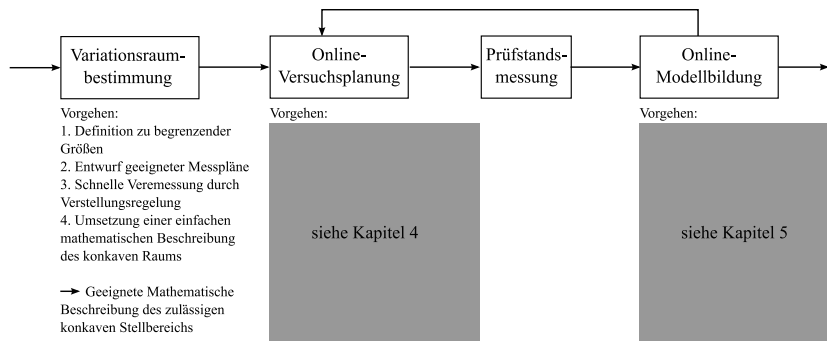 Variationsraum-
bestimmung
Online-
Versuchsplanung
Prüfstands-
messung
Online-
Modellbildung
Vorgehen:
1. Definition zu begrenzender
Größen
2. Entwurf geeigneter Messpläne
3. Schnelle Veremessung durch
Verstellungsregelung
4. Umsetzung einer einfachen
mathematischen Beschreibung
des konkaven Raums
Geeignete Mathematische
Beschreibung des zulässigen
konkaven Stellbereichs
Vorgehen:
siehe Kapitel 4
Vorgehen:
siehe Kapitel 5